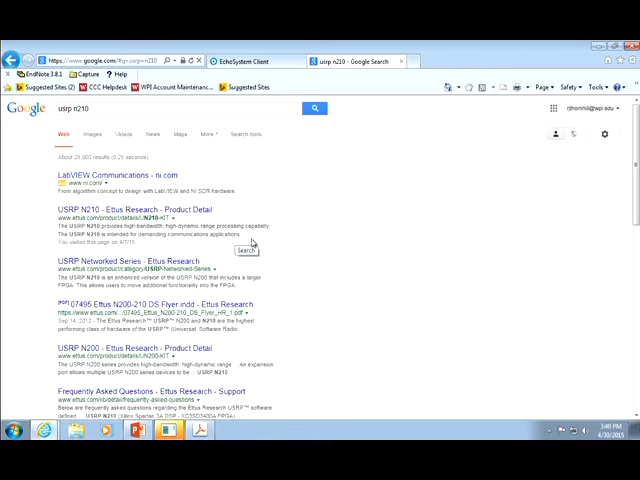 https://www.google.com/#q=usrp+n210
EchoSystem Client
usrp n210 - Google Search
EndNote 3.8.1
Capture
Help
Suggested Sites (2)
CCC Helpdesk
WPI Account Maintenance...
Suggested Sites
Page
Safety
Tools
Google
usrp n210
rjthornhill@wpi.edu
Web
Images
Videos
News
Maps
More
Search tools
About 28,000 results (0.25 seconds)
LabVIEW Communications - ni.com
www.ni.com/
From algorithm concept to design with LabVIEW and NI SDR hardware.
USRP N210 - Ettus Research - Product Detail
www.ettus.com/product/details/UN210-KIT
The USRP N210 provides high-bandwidth, high-dynamic range processing capability
The USRP N210 is intended for demanding communications applications
You visited this page on 4/7/15
Search
USRP Networked Series - Ettus Research
www.ettus.com/product/category/USRP-Networked-Series
The USRP N210 is an enhanced version of the USRP N200 that includes a larger
FPGA. This allows users to move additional functionality into the FPGA.
[PDF] 07495 Ettus N200-210 DS Flyer.indd - Ettus Research
https://www.ettus.com/.../07495_Ettus_N200-210_DS_Flyer_HR_1.pdf
Sep 14, 2012 - The Ettus Research™ USRP™ N200 and N210 are the highest
performing class of hardware of the USRP™ (Universal Software Radio
USRP N200 - Ettus Research - Product Detail
www.ettus.com/product/details/UN200-KIT
The USRP N200 series provides high-bandwidth, high-dynamic range
An expansion
port allows multiple USRP N200 series devices to be ... USRP N210
Frequently Asked Questions - Ettus Research - Support
www.ettus.com/kb/detail/frequently-asked-questions
Below are frequently asked questions regarding the Ettus Research USRP software
defined ... USRP N210 (Xilinx Spartan 3A DSP - XC3SD3400A FPGA)
3:40 PM
4/30/2015